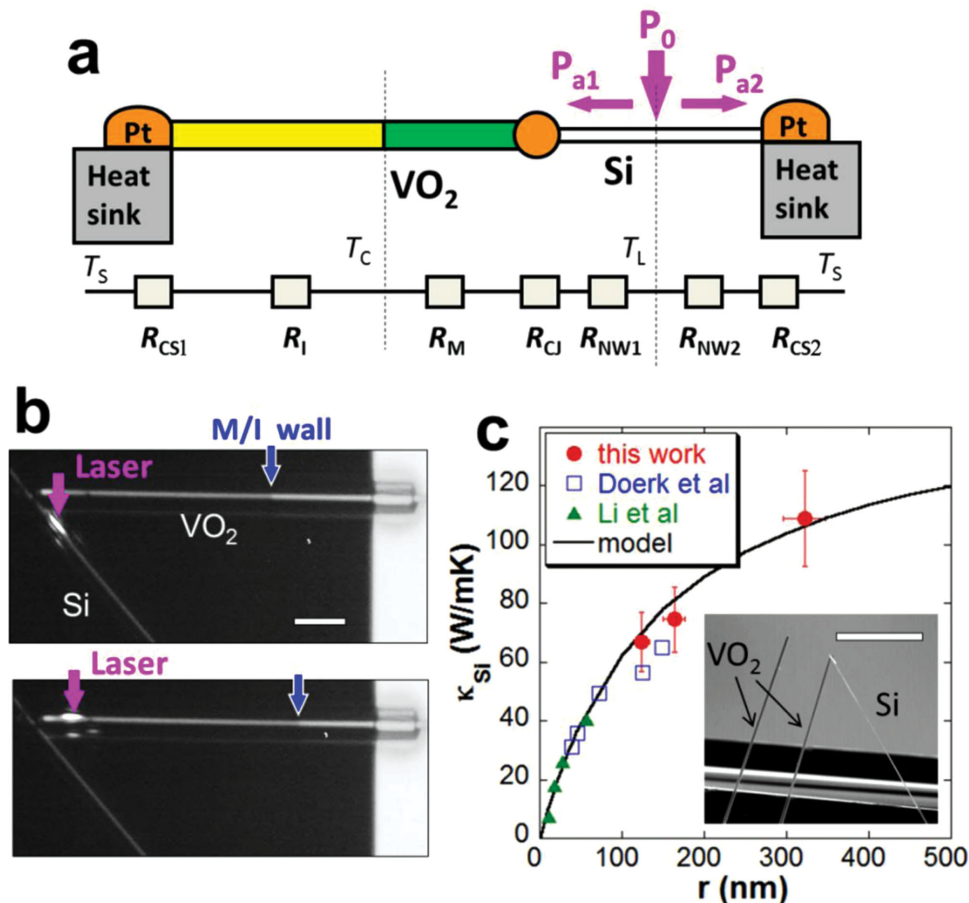 a
P0
Pa1
Pa2
Pt
Pt
Heat
sink
VO2
Si
Heat
sink
TS
TC
TL
TS
RCS1
RI
RM
RCJ
RNW1
RNW2
RCS2
b
M/I wall
Laser
VO2
Si
Laser
c
this work
Doerk et al
Li et al
model
κSi (W/mK)
120
100
80
60
40
20
0
VO2
Si
0
100
200
300
400
500
r (nm)